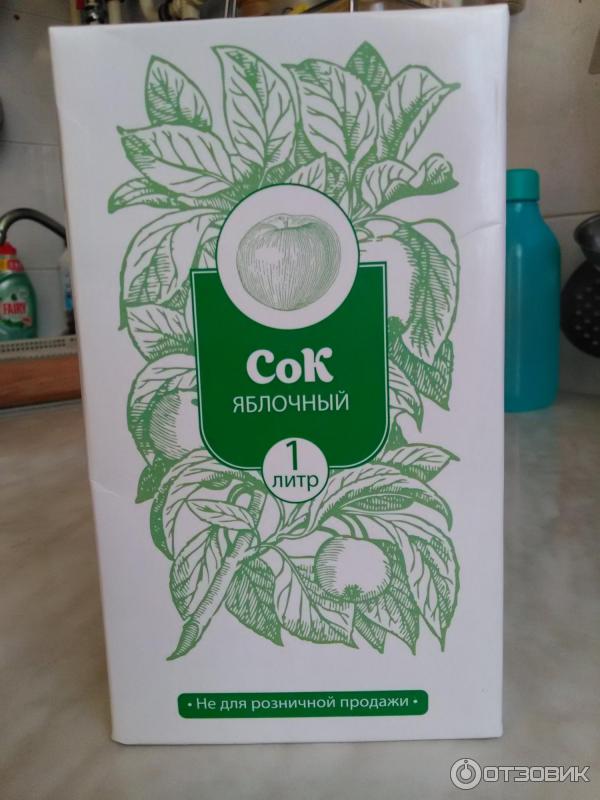 FAIRY
СоК
ЯБЛОЧНЫЙ
1
литр
• Не для розничной продажи •
ОТЗОВИК